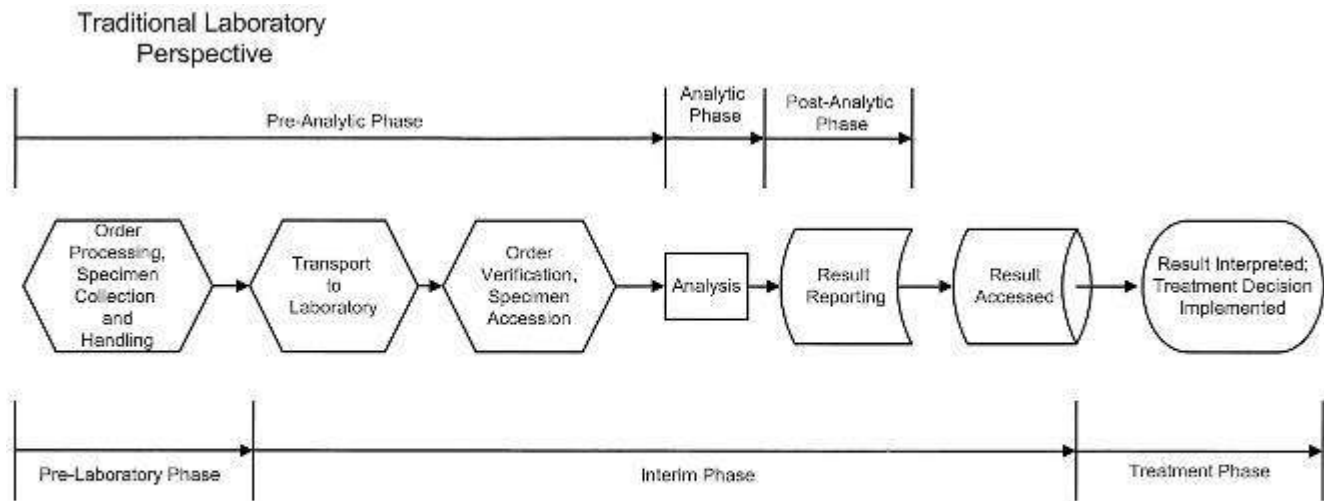 Traditional Laboratory
Perspective
Pre-Analytic Phase
Analytic
Phase
Post-Analytic
Phase
Order
Processing,
Specimen
Collection
and
Handling
Transport
to
Laboratory
Order
Verification,
Specimen
Accession
Analysis
Result
Reporting
Result
Accessed
Result Interpreted;
Treatment Decision
Implemented
Pre-Laboratory Phase
Interim Phase
Treatment Phase